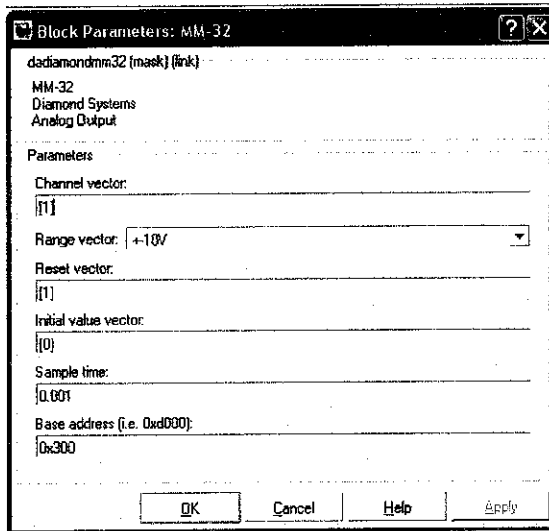 Block Parameters: MM-32
dadiamondmm32 (mask) (link)
MM-32
Diamond Systems
Analog Output
Parameters
Channel vector:
[1]
Range vector: +-10V
Reset vector:
[1]
Initial value vector:
[0]
Sample time:
0.001
Base address (i.e. 0xd000):
0x300
OK Cancel Help Apply